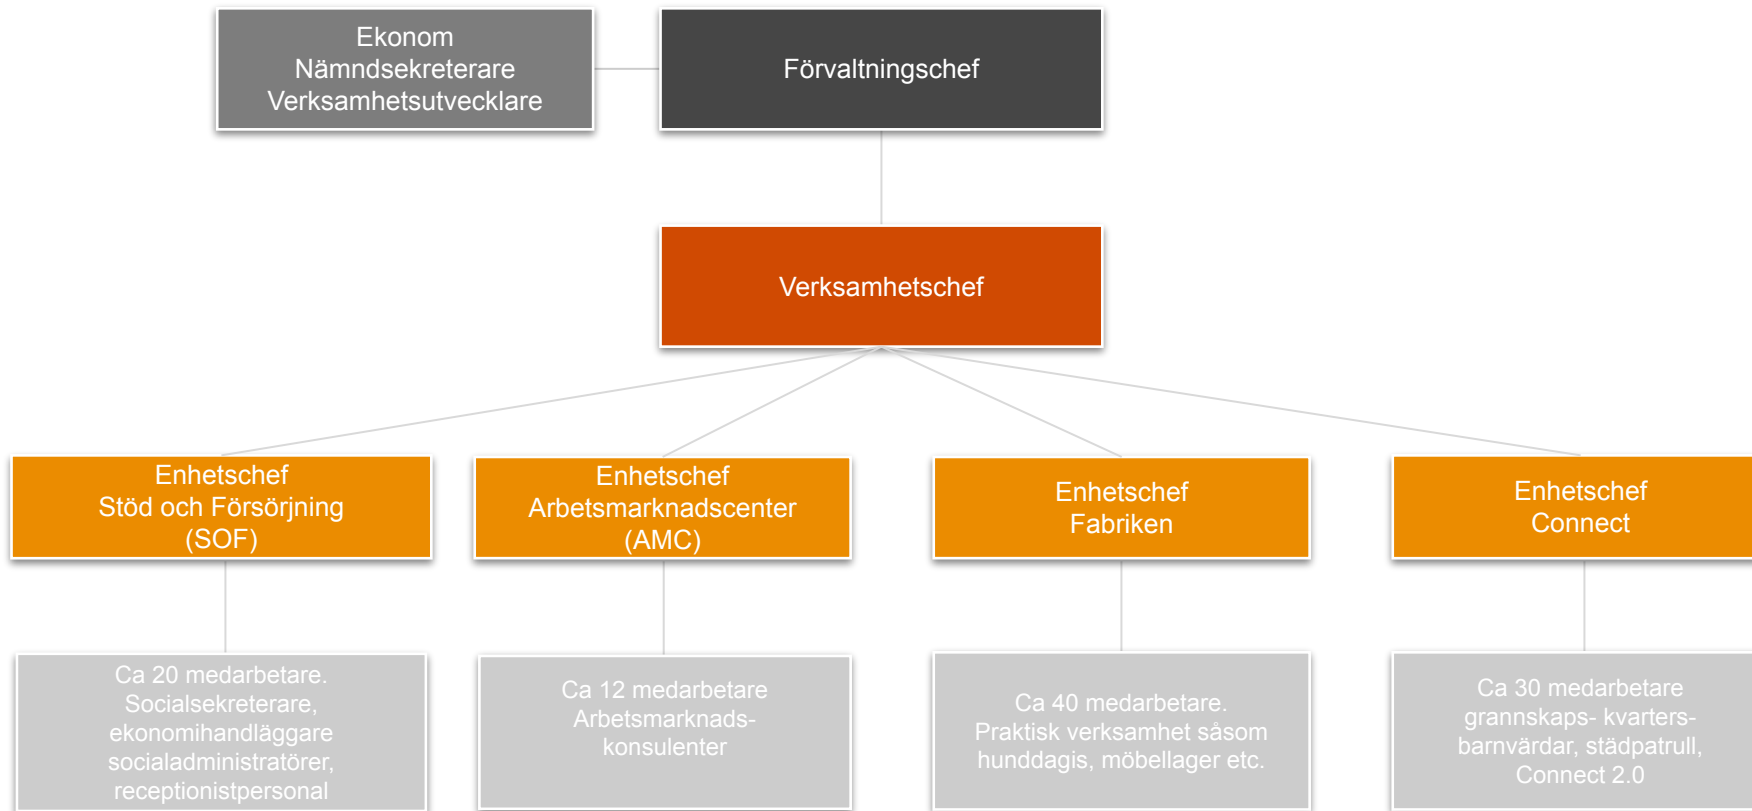 Ekonom
Nämndsekreterare
Verksamhetsutvecklare
Förvaltningschef
Verksamhetschef
Enhetschef
Stöd och Försörjning
(SOF)
Enhetschef
Arbetsmarknadscenter
(AMC)
Enhetschef
Fabriken
Enhetschef
Connect
Ca 20 medarbetare.
Socialsekreterare,
ekonomihandläggare
socialadministratörer,
receptionistpersonal
Ca 12 medarbetare
Arbetsmarknads-
konsulenter
Ca 40 medarbetare.
Praktisk verksamhet såsom
hunddagis, möbellager etc.
Ca 30 medarbetare
grannskaps- kvarters-
barnvärdar, städpatrull,
Connect 2.0